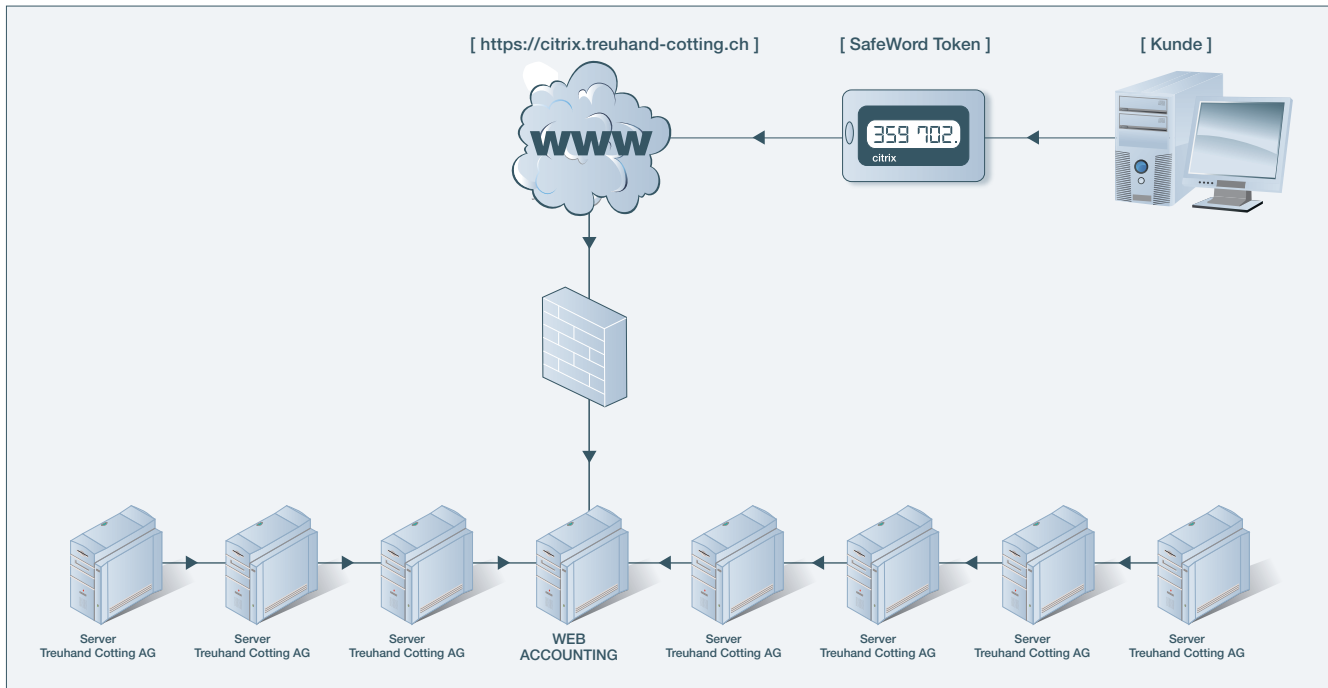 [ https://citrix.treuhand-cotting.ch ]
[ SafeWord Token ]
[ Kunde ]
www
359 702.
citrix
Server
Treuhand Cotting AG
Server
Treuhand Cotting AG
Server
Treuhand Cotting AG
WEB
ACCOUNTING
Server
Treuhand Cotting AG
Server
Treuhand Cotting AG
Server
Treuhand Cotting AG
Server
Treuhand Cotting AG